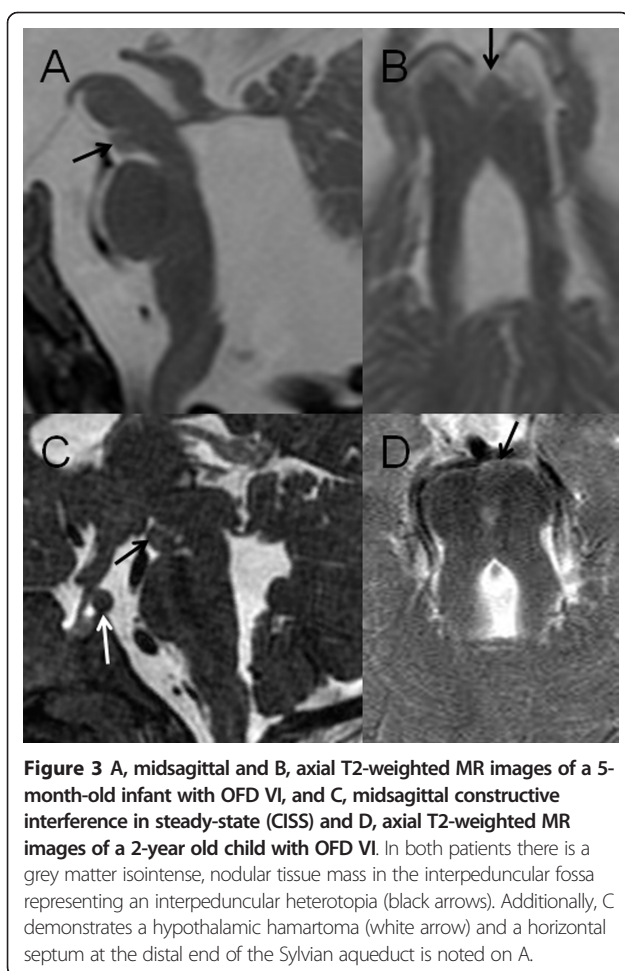 A
B
C
D
Figure 3 A, midsagittal and B, axial T2-weighted MR images of a 5-
month-old infant with OFD VI, and C, midsagittal constructive
interference in steady-state (CISS) and D, axial T2-weighted MR
images of a 2-year old child with OFD VI. In both patients there is a
grey matter isointense, nodular tissue mass in the interpeduncular fossa
representing an interpeduncular heterotopia (black arrows). Additionally, C
demonstrates a hypothalamic hamartoma (white arrow) and a horizontal
septum at the distal end of the Sylvian aqueduct is noted on A.